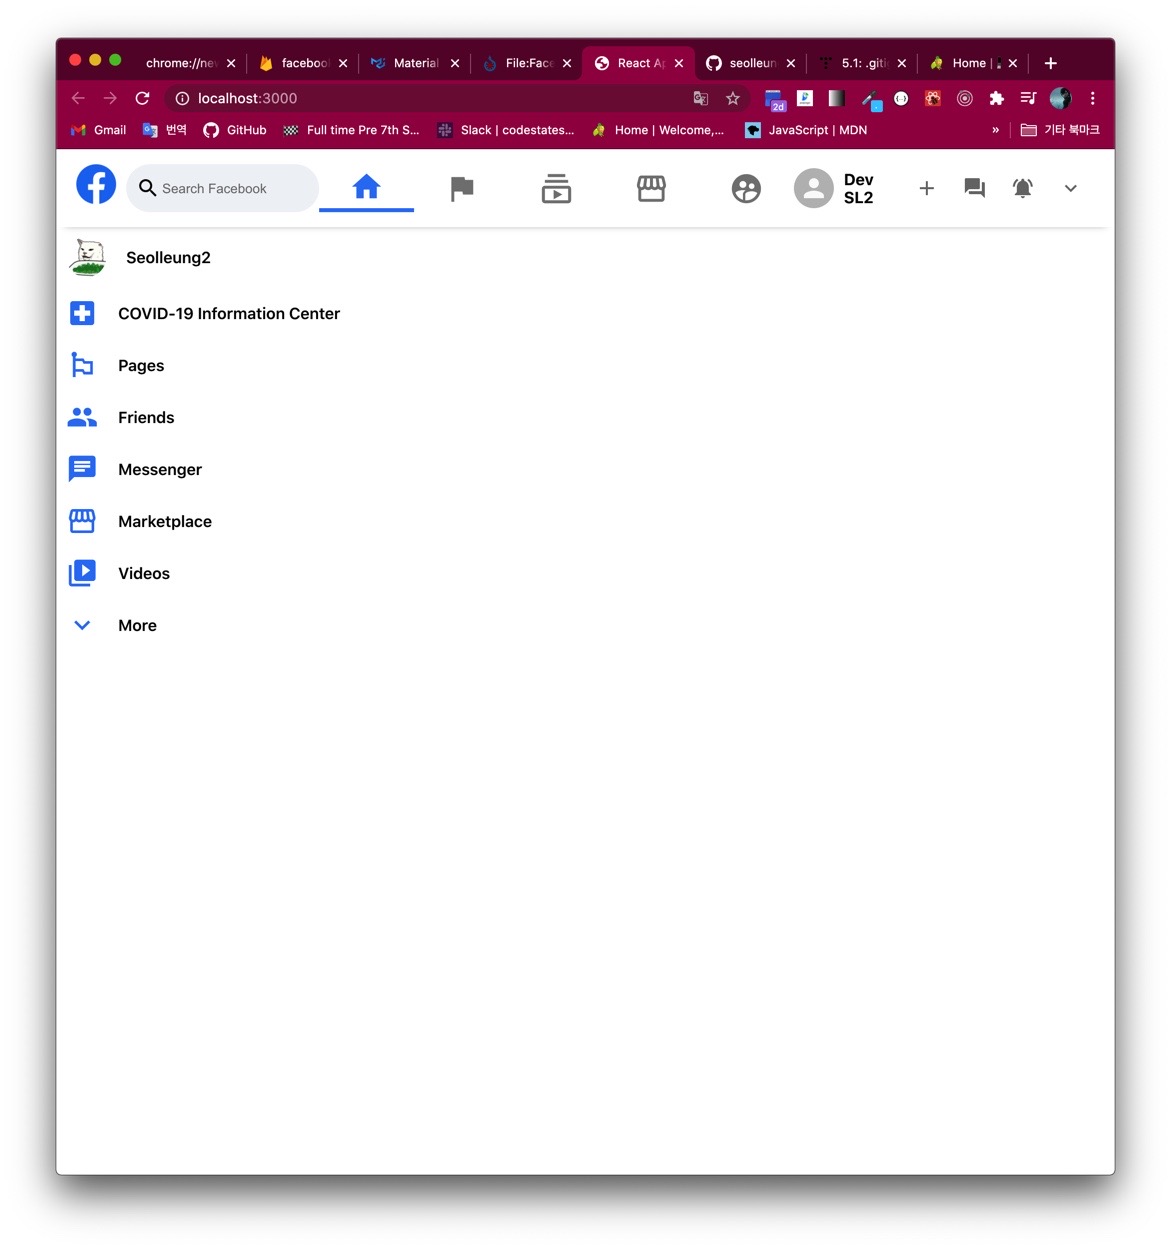 chrome://nev
faceboo
Material
File:Face
React Ap
seolleun
5.1: .giti
Home |
localhost:3000
2d
Gmail
번역
GitHub
Full time Pre 7th S...
Slack | codestates...
Home | Welcome,...
JavaScript | MDN
»
기타 북마크
Search Facebook
Dev
SL2
Seolleung2
COVID-19 Information Center
Pages
Friends
Messenger
Marketplace
Videos
More